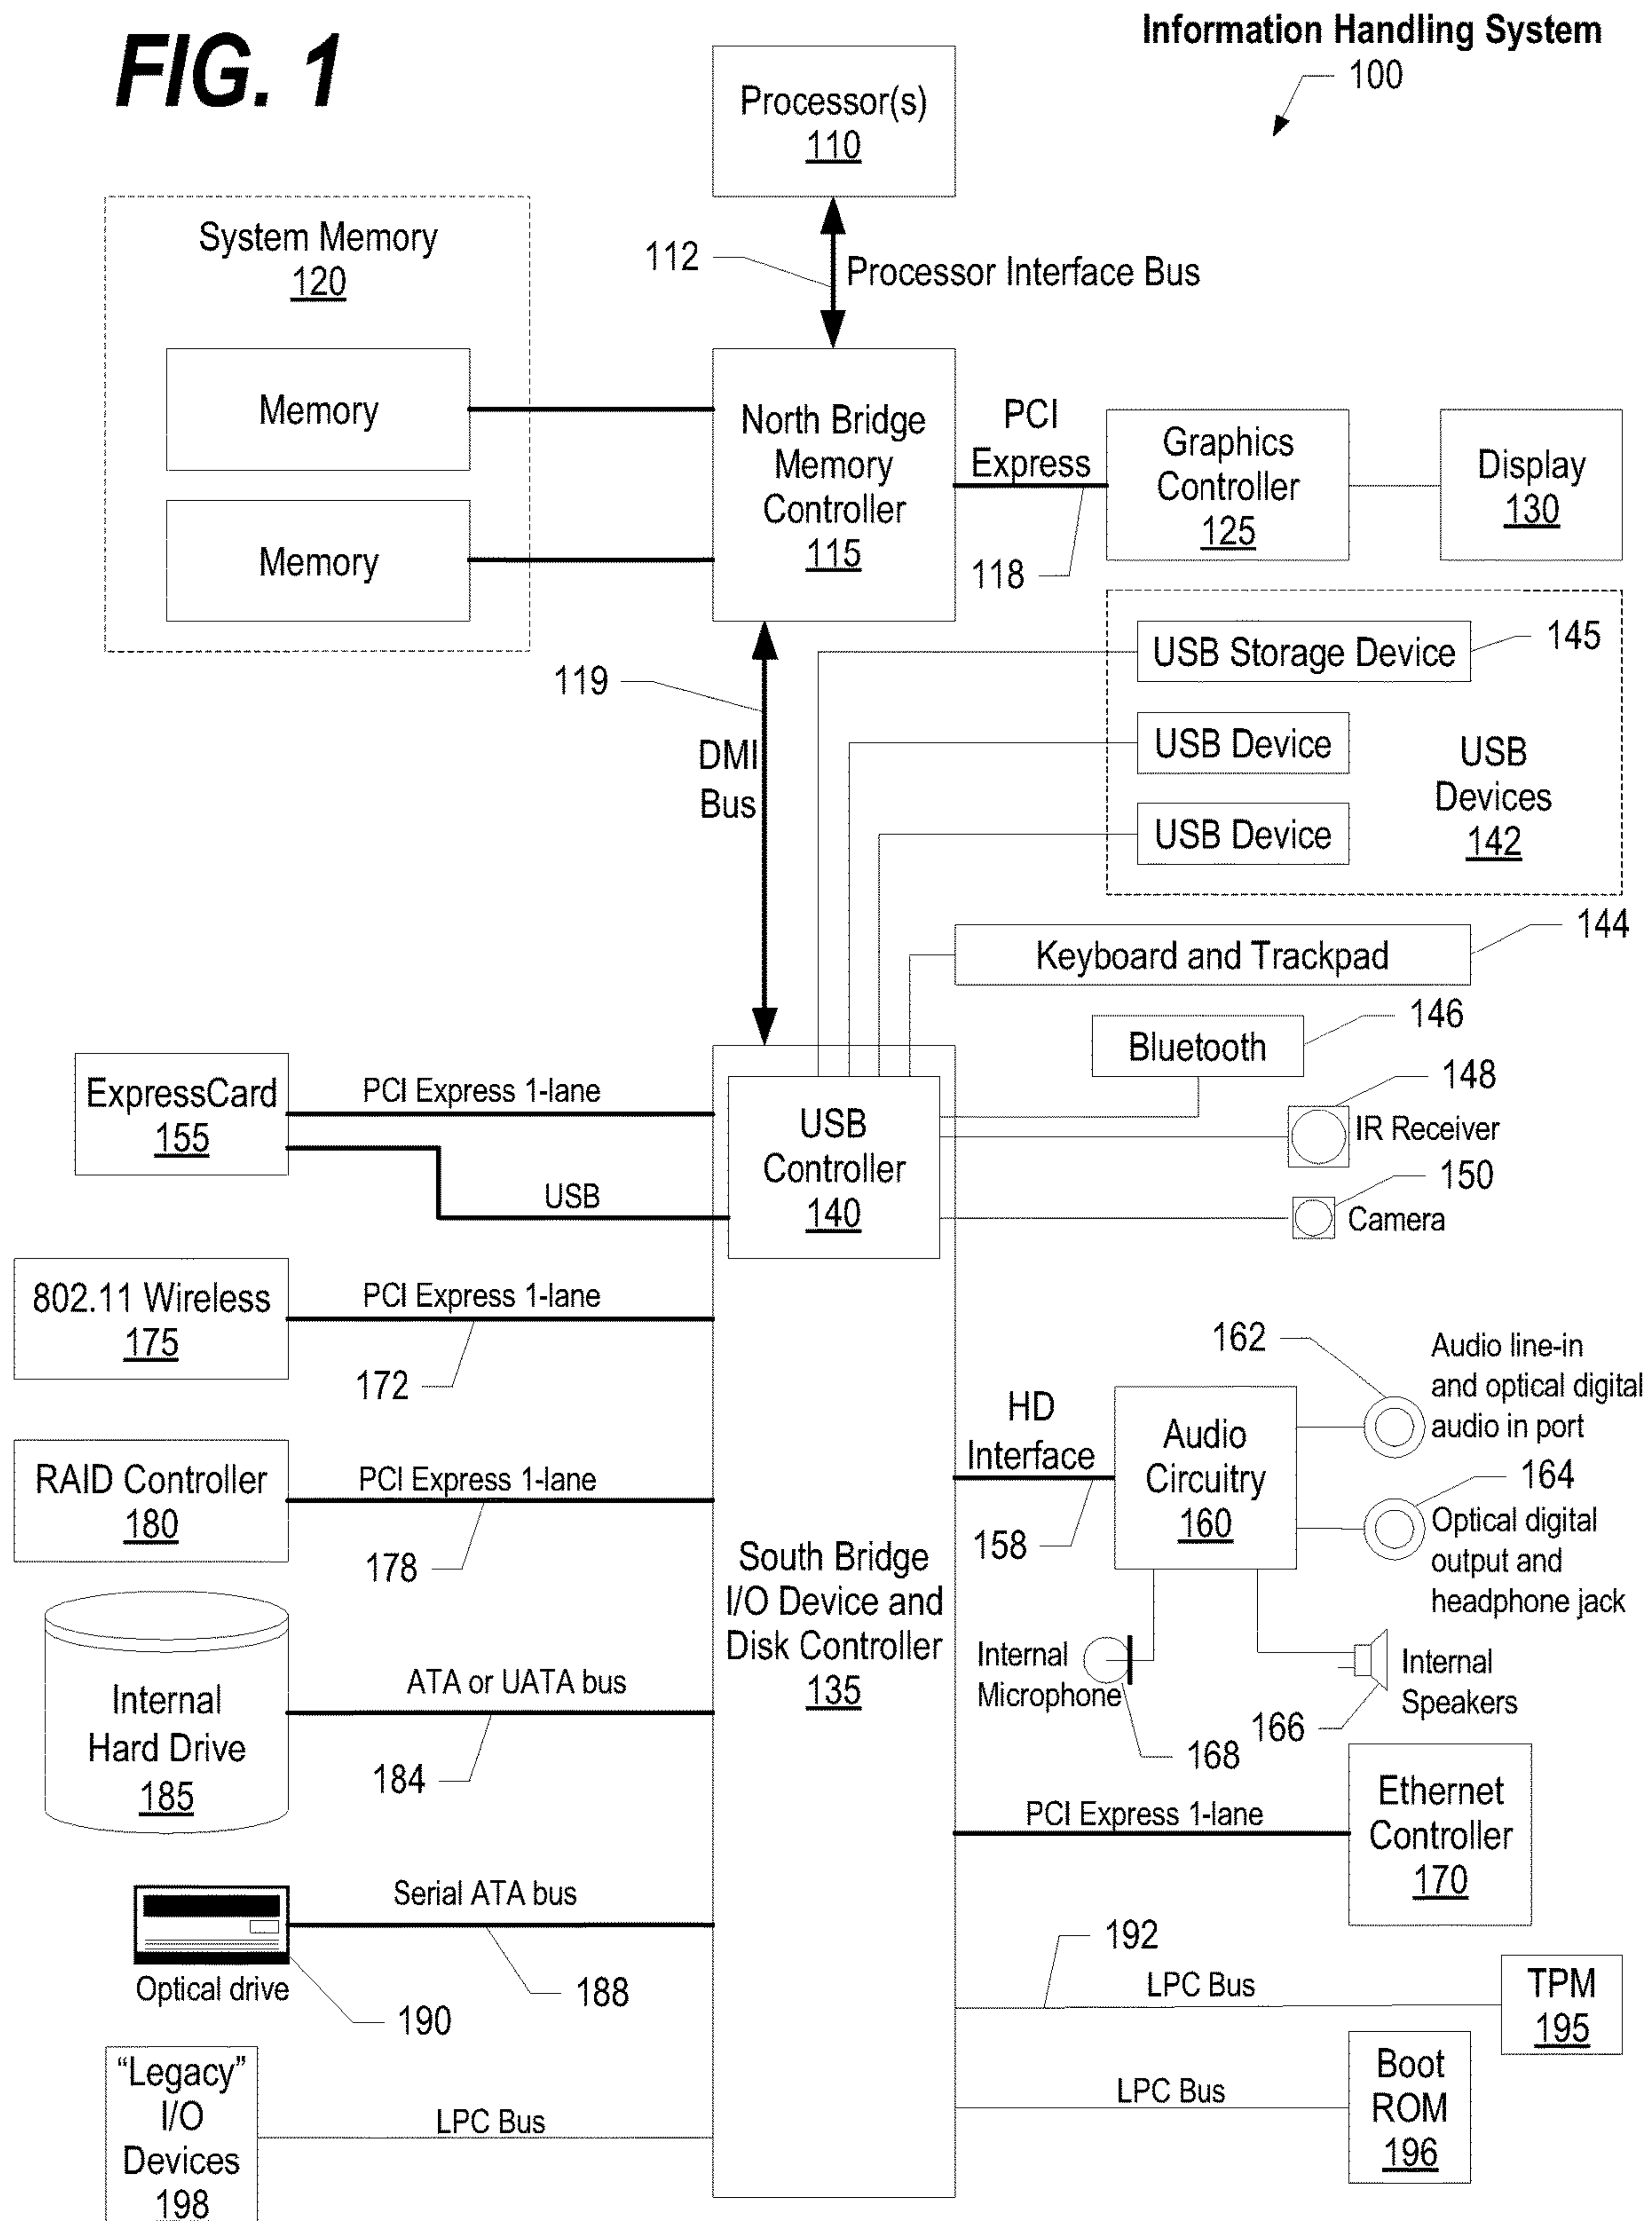 FIG. 1
Information Handling System
100
Processor(s)
110
112
Processor Interface Bus
System Memory
120
Memory
Memory
North Bridge
Memory
Controller
115
PCI
Express
118
Graphics
Controller
125
Display
130
119
DMI
Bus
USB Storage Device
145
USB Device
USB Device
USB
Devices
142
Keyboard and Trackpad
144
Bluetooth
146
148
IR Receiver
150
Camera
ExpressCard
155
PCI Express 1-lane
USB
USB
Controller
140
802.11 Wireless
175
PCI Express 1-lane
172
RAID Controller
180
PCI Express 1-lane
178
Internal
Hard Drive
185
ATA or UATA bus
184
South Bridge
I/O Device and
Disk Controller
135
HD
Interface
158
Audio
Circuitry
160
162
Audio line-in
and optical digital
audio in port
164
Optical digital
output and
headphone jack
Internal
Microphone
168
166
Internal
Speakers
PCI Express 1-lane
Ethernet
Controller
170
Serial ATA bus
188
Optical drive
190
192
LPC Bus
TPM
195
LPC Bus
Boot
ROM
196
“Legacy”
I/O
Devices
198
LPC Bus